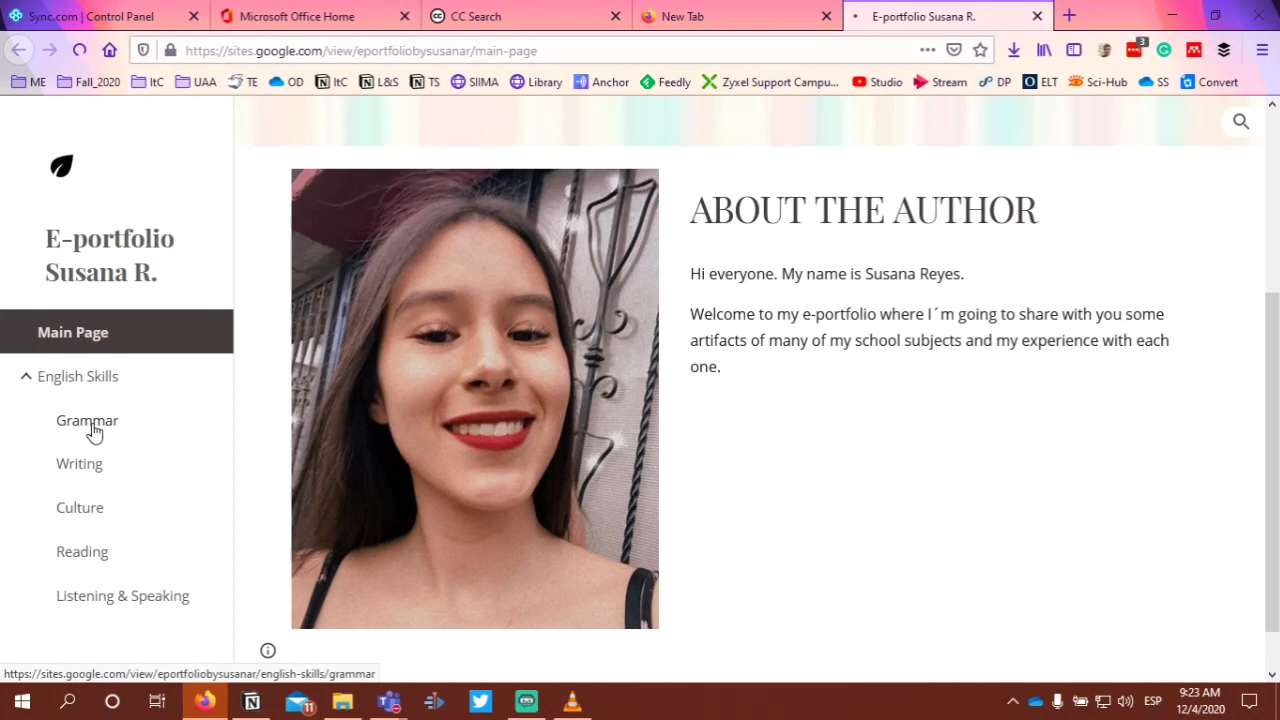 Sync.com | Control Panel
Microsoft Office Home
CC Search
New Tab
E-portfolio Susana R.
https://sites.google.com/view/eportfoliobysusanar/main-page
3
ME
Fall_2020
ItC
UAA
TE
OD
ItC
L&S
TS
SIIMA
Library
Anchor
Feedly
Zyxel Support Campu...
Studio
Stream
DP
ELT
Sci-Hub
SS
Convert
E-portfolio
Susana R.
Main Page
English Skills
Grammar
Writing
Culture
Reading
Listening & Speaking
ABOUT THE AUTHOR
Hi everyone. My name is Susana Reyes.
Welcome to my e-portfolio where I´m going to share with you some
artifacts of many of my school subjects and my experience with each
one.
https://sites.google.com/view/eportfoliobysusanar/english-skills/grammar
11
ESP
9:23 AM
12/4/2020